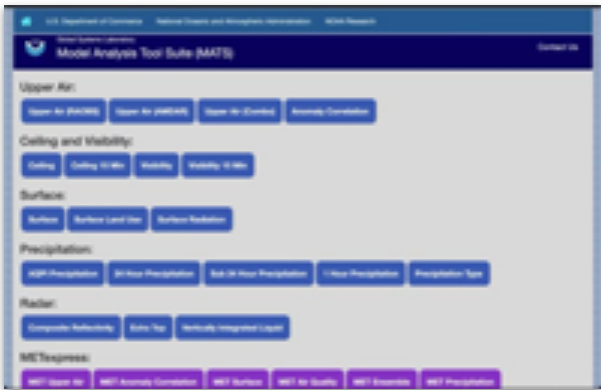 U.S. Department of Commerce National Oceanic and Atmospheric Administration NOAA Research
Global Systems Laboratory
Model Analysis Tool Suite (MATS)
Contact Us
Upper Air:
Upper Air (RAOBS) Upper Air (AMDAR) Upper Air (Combo) Anomaly Correlation
Ceiling and Visibility:
Ceiling Ceiling 15 Min Visibility Visibility 15 Min
Surface:
Surface Surface Land Use Surface Radiation
Precipitation:
24 Hour Precipitation Sub 24 Hour Precipitation 1 Hour Precipitation Precipitation Type
Radar:
Composite Reflectivity Echo Top Vertically Integrated Liquid
METexpress:
MET Upper Air MET Anomaly Correlation MET Surface MET Air Quality MET Ensemble MET Precipitation